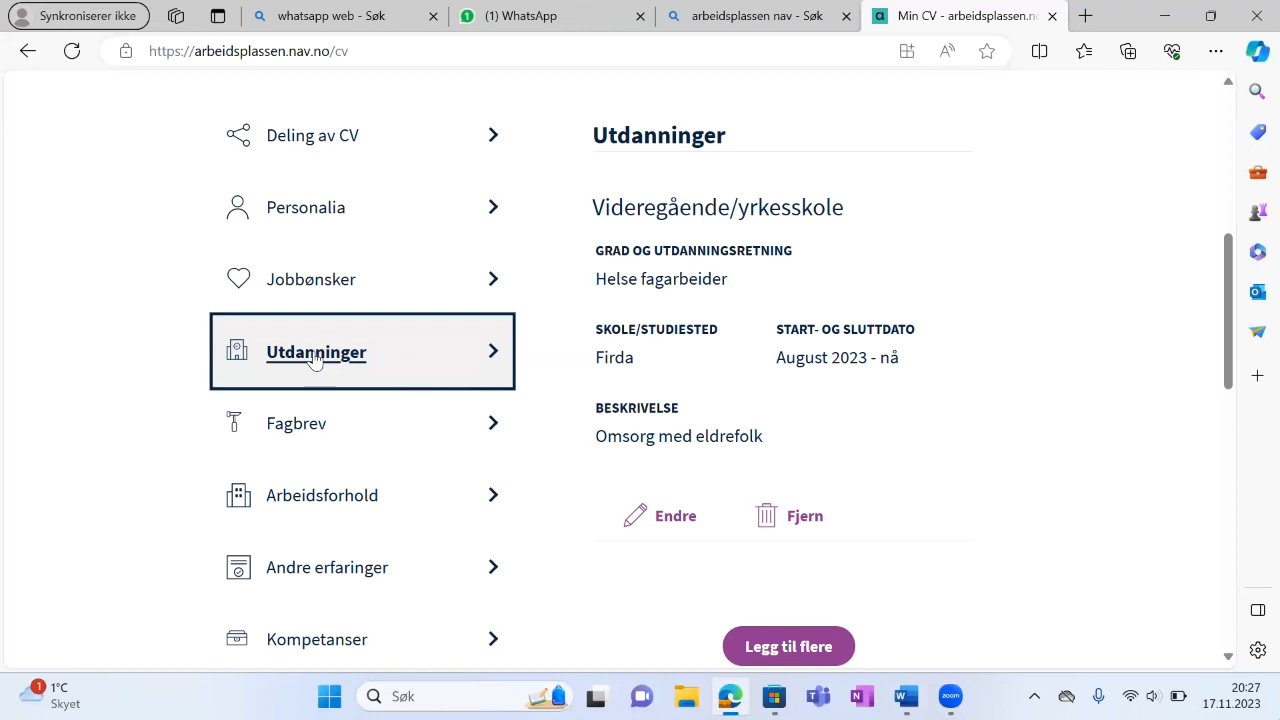 Synkroniser ikke
whatsapp web - Søk
(1) WhatsApp
arbeidsplassen nav - Søk
Min CV - arbeidsplassen.n
https://arbeidsplassen.nav.no/cv
Deling av CV
Personalia
Jobbønsker
Utdanninger
Fagbrev
Arbeidsforhold
Andre erfaringer
Kompetanser
Utdanninger
Videregående/yrkesskole
GRAD OG UTDANNINGSRETNING
Helse fagarbeider
SKOLE/STUDIESTED
START- OG SLUTTDATO
Firda
August 2023 - nå
BESKRIVELSE
Omsorg med eldrefolk
Endre
Fjern
Legg til flere
1
1°C
Skyet
Søk
zoom
20:27
17.11.2023